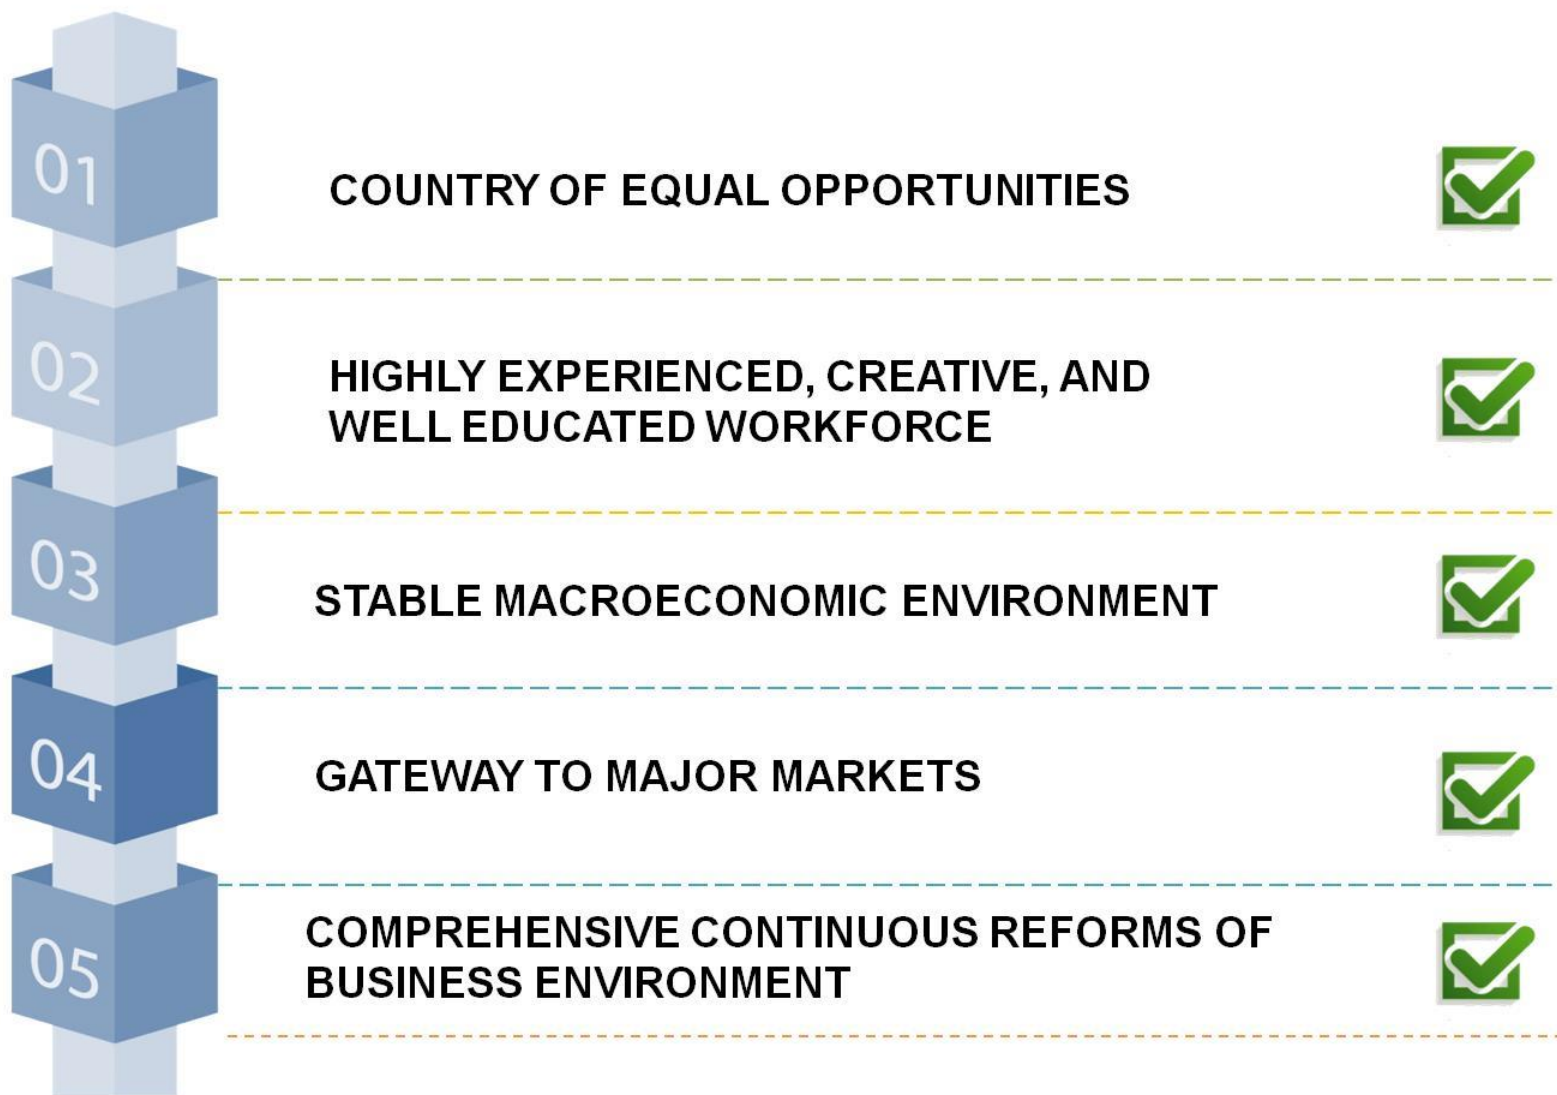 01
COUNTRY OF EQUAL OPPORTUNITIES
02
HIGHLY EXPERIENCED, CREATIVE, AND
WELL EDUCATED WORKFORCE
03
STABLE MACROECONOMIC ENVIRONMENT
04
GATEWAY TO MAJOR MARKETS
05
COMPREHENSIVE CONTINUOUS REFORMS OF
BUSINESS ENVIRONMENT